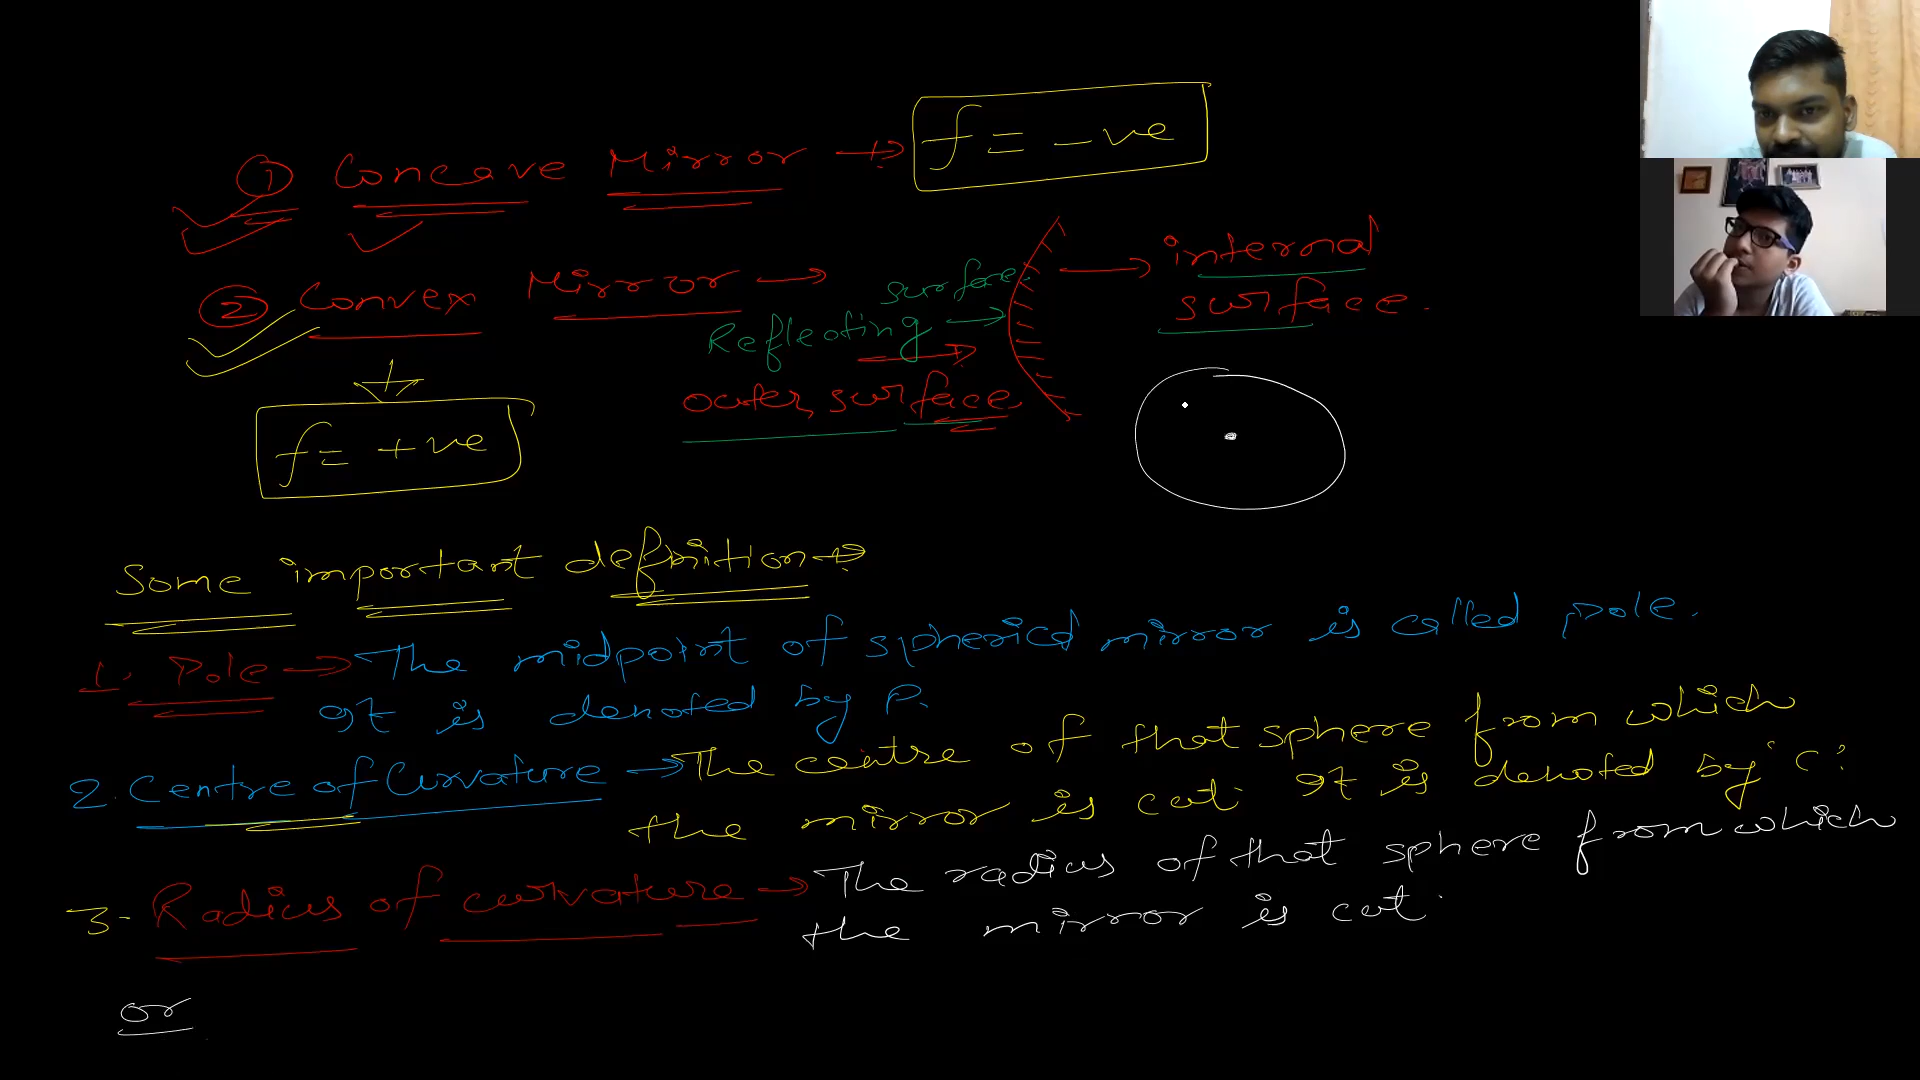 ① Concave Mirror → f = -ve
② Convex Mirror →
surface
Reflecting →
outer surface
→ internal
surface.
f = +ve
Some important definition →
1. Pole → The midpoint of spherical mirror is called pole.
It is denoted by P.
2. Centre of Curvature → The centre of that sphere from which
the mirror is cut. It is denoted by 'C'.
3- Radius of curvature → The radius of that sphere from which
the mirror is cut.
or